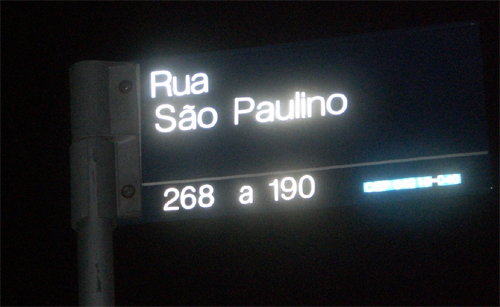 Rua
São Paulino
268 a 190